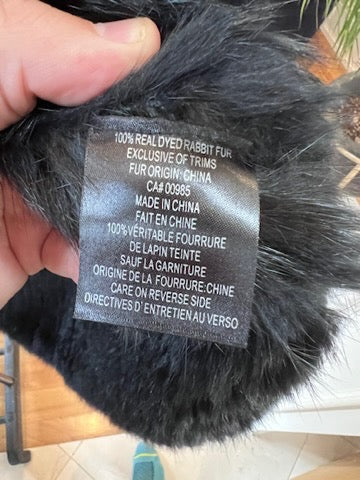 100% REAL DYED RABBIT FUR
EXCLUSIVE OF TRIMS
FUR ORIGIN: CHINA
CA# 00985
MADE IN CHINA
FAIT EN CHINE
100%VÉRITABLE FOURRURE
DE LAPIN TEINTE
SAUF LA GARNITURE
ORIGINE DE LA FOURRURE:CHINE
CARE ON REVERSE SIDE
DIRECTIVES D'ENTRETIEN AU VERSO